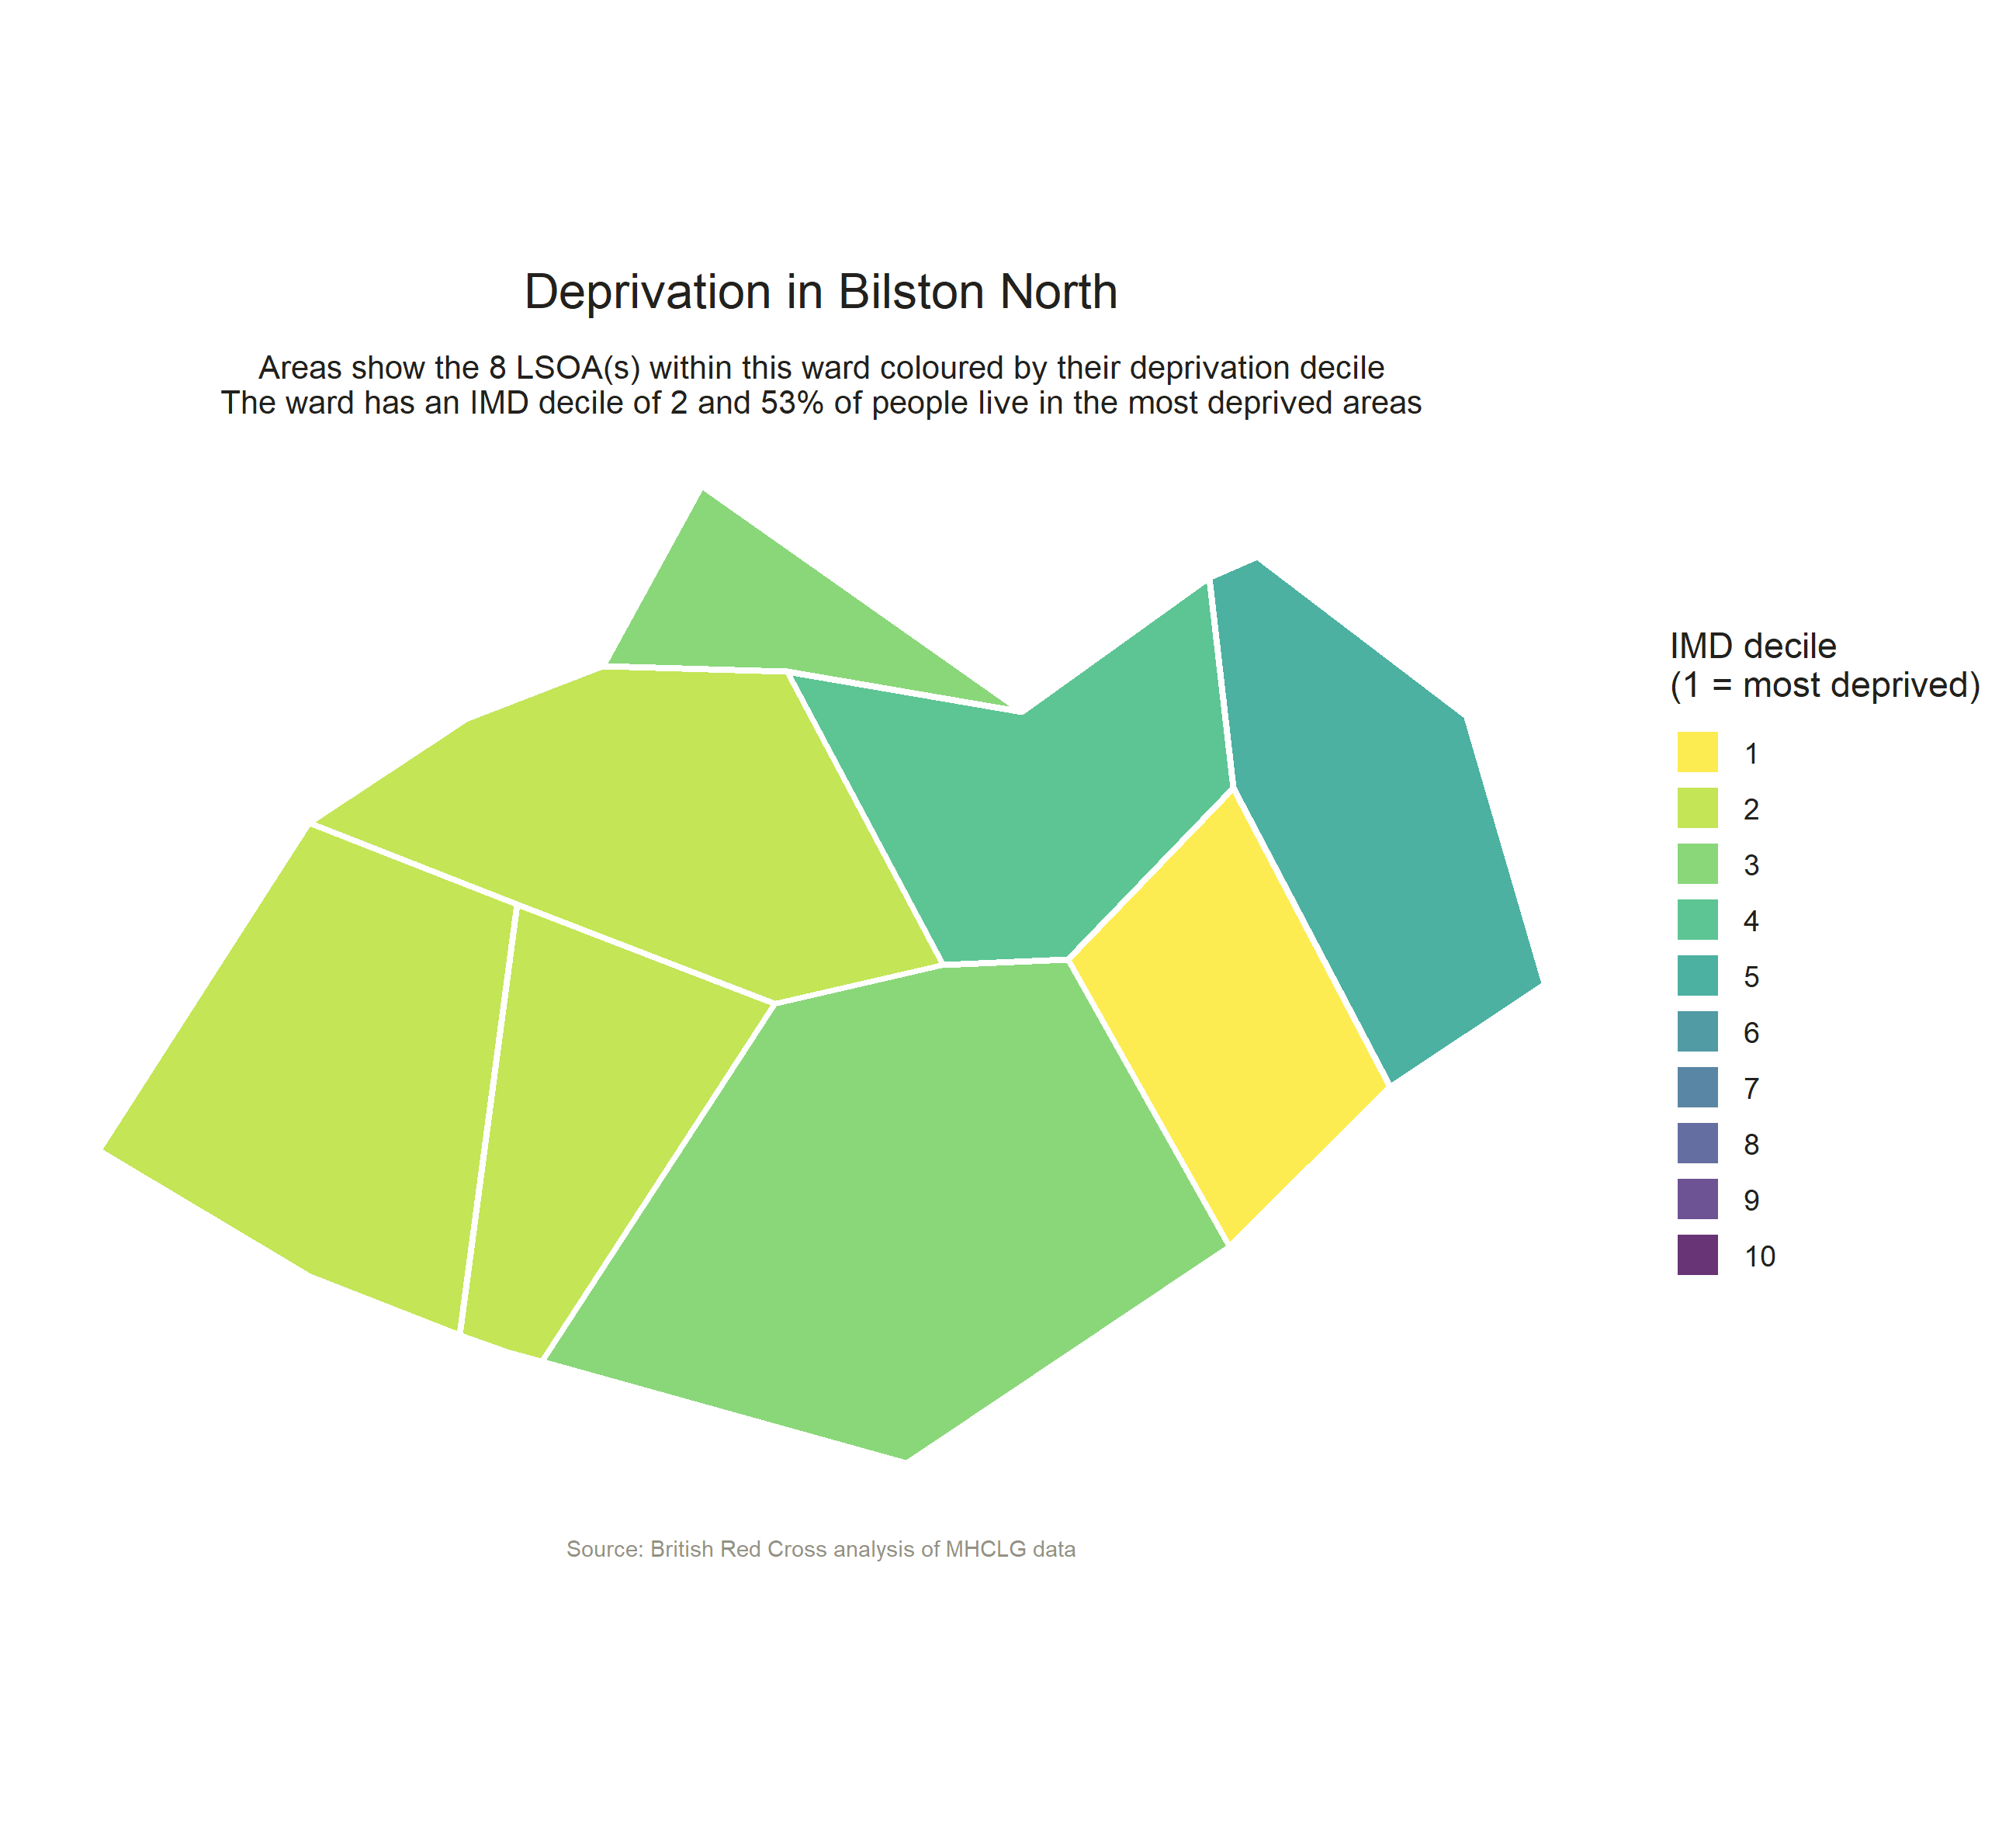 Deprivation in Bilston North
Areas show the 8 LSOA(s) within this ward coloured by their deprivation decile
The ward has an IMD decile of 2 and 53% of people live in the most deprived areas
IMD decile
(1 = most deprived)
1
2
3
4
5
6
7
8
9
10
Source: British Red Cross analysis of MHCLG data